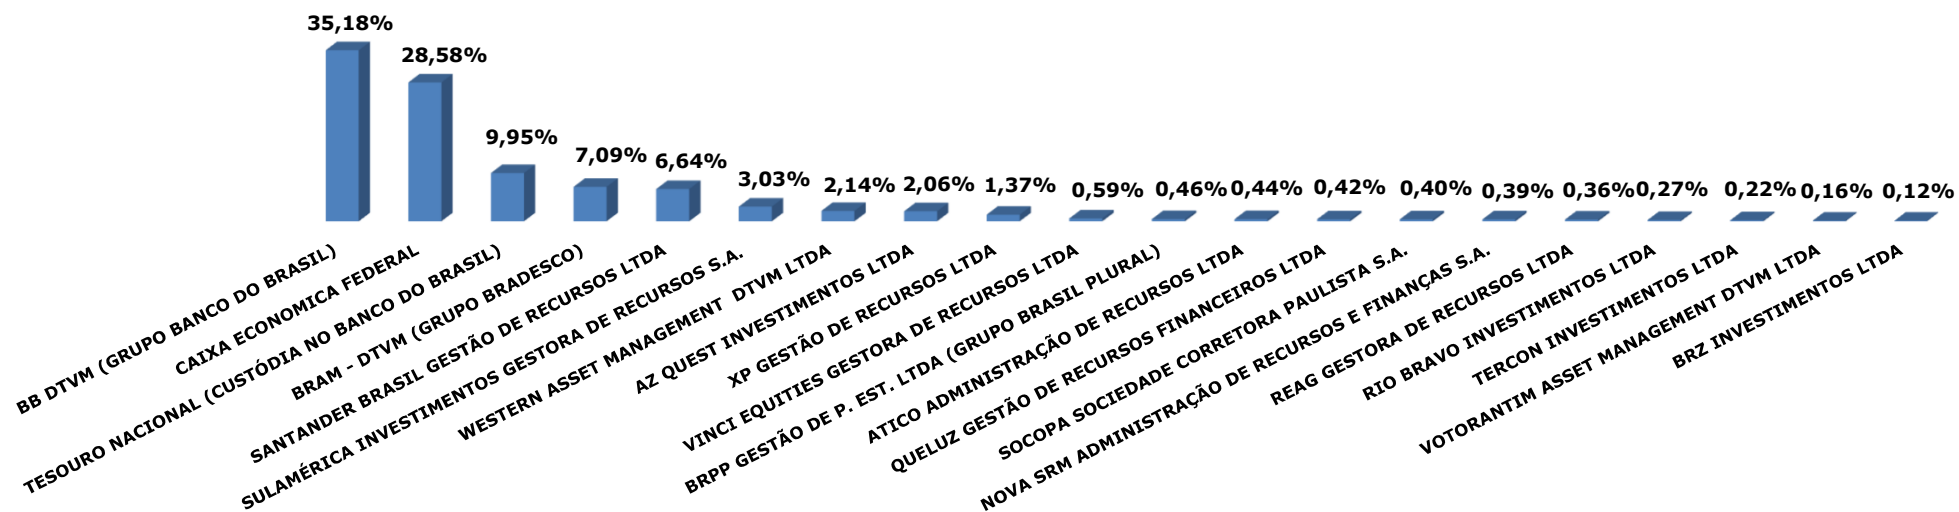 35,18%
28,58%
9,95%
7,09%
6,64%
3,03%
2,14%
2,06%
1,37%
0,59%
0,46%
0,44%
0,42%
0,40%
0,39%
0,36%
0,27%
0,22%
0,16%
0,12%
BB DTVM (GRUPO BANCO DO BRASIL)
CAIXA ECONOMICA FEDERAL
TESOURO NACIONAL (CUSTÓDIA NO BANCO DO BRASIL)
BRAM - DTVM (GRUPO BRADESCO)
SANTANDER BRASIL GESTÃO DE RECURSOS LTDA
SULAMÉRICA INVESTIMENTOS GESTORA DE RECURSOS S.A.
WESTERN ASSET MANAGEMENT DTVM LTDA
AZ QUEST INVESTIMENTOS LTDA
XP GESTÃO DE RECURSOS LTDA
VINCI EQUITIES GESTORA DE RECURSOS LTDA
BRPP GESTÃO DE P. EST. LTDA (GRUPO BRASIL PLURAL)
ATICO ADMINISTRAÇÃO DE RECURSOS LTDA
QUELUZ GESTÃO DE RECURSOS FINANCEIROS LTDA
SOCOPA SOCIEDADE CORRETORA PAULISTA S.A.
NOVA SRM ADMINISTRAÇÃO DE RECURSOS E FINANÇAS S.A.
REAG GESTORA DE RECURSOS LTDA
RIO BRAVO INVESTIMENTOS LTDA
TERCON INVESTIMENTOS LTDA
VOTORANTIM ASSET MANAGEMENT DTVM LTDA
BRZ INVESTIMENTOS LTDA